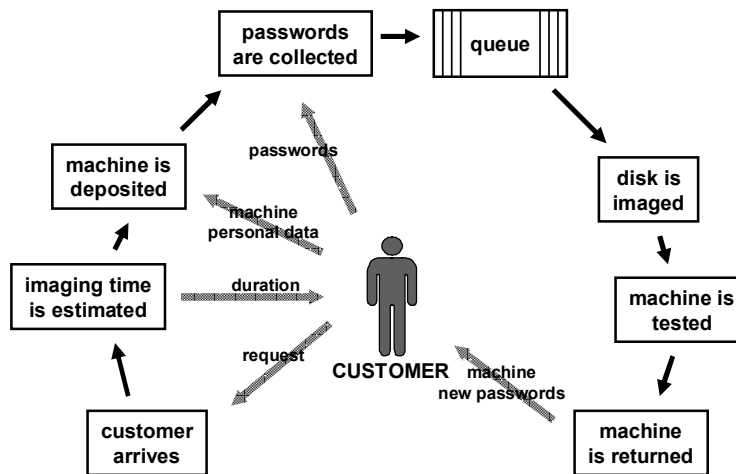 passwords
are collected
queue
passwords
machine is
deposited
disk is
imaged
machine
personal data
imaging time
is estimated
duration
machine is
tested
request
CUSTOMER
machine
new passwords
customer
arrives
machine
is returned